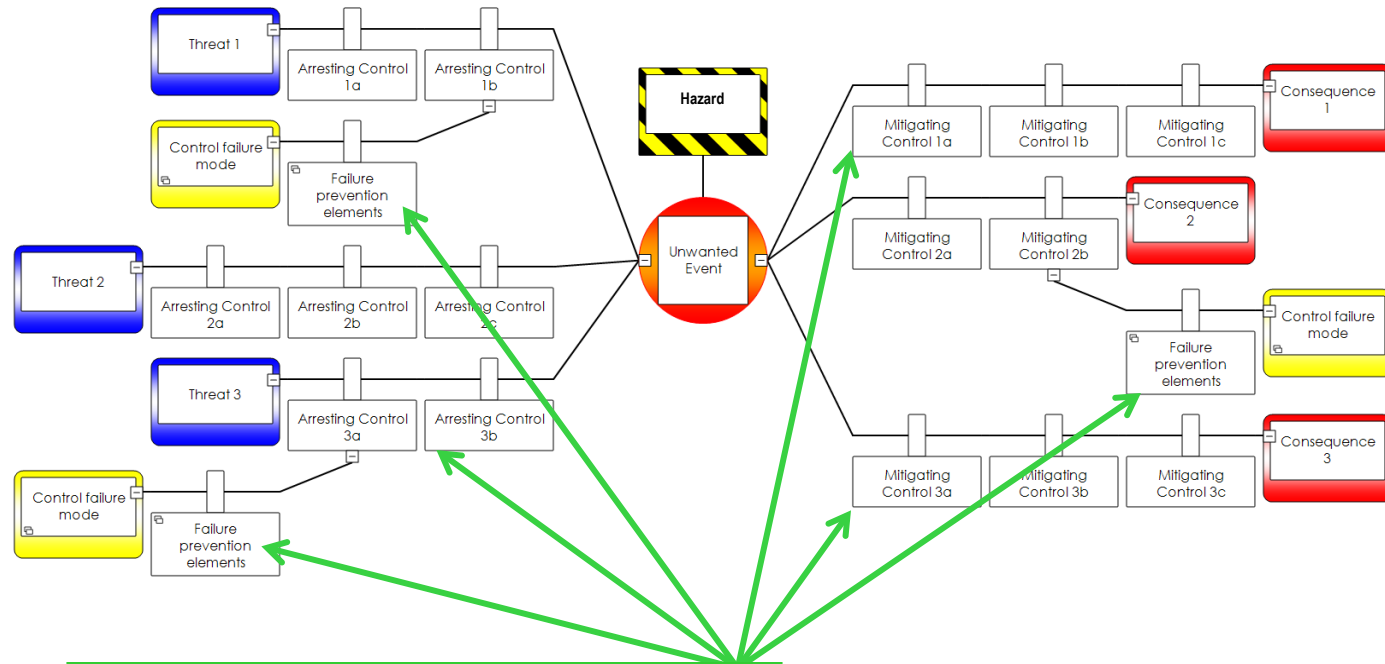 Threat 1
Arresting Control
1a
Arresting Control
1b
Control failure
mode
Failure
prevention
elements
Threat 2
Arresting Control
2a
Arresting Control
2b
Arresting Control
2c
Threat 3
Arresting Control
3a
Arresting Control
3b
Control failure
mode
Failure
prevention
elements
Hazard
Unwanted
Event
Mitigating
Control 1a
Mitigating
Control 1b
Mitigating
Control 1c
Consequence
1
Mitigating
Control 2a
Mitigating
Control 2b
Consequence
2
Failure
prevention
elements
Control failure
mode
Mitigating
Control 3a
Mitigating
Control 3b
Mitigating
Control 3c
Consequence
3